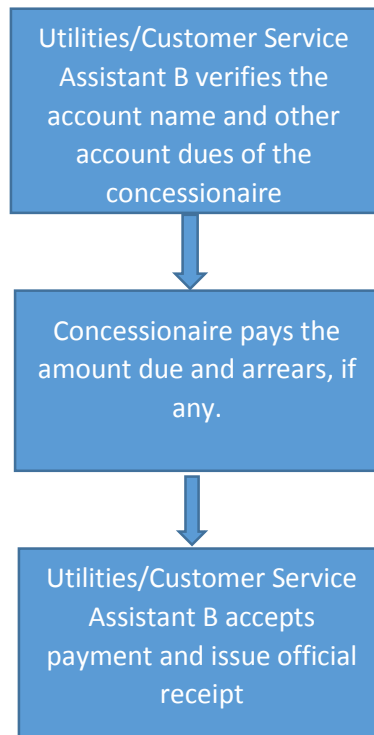 Utilities/Customer Service
Assistant B verifies the
account name and other
account dues of the
concessionaire
Concessionaire pays the
amount due and arrears, if
any.
Utilities/Customer Service
Assistant B accepts
payment and issue official
receipt